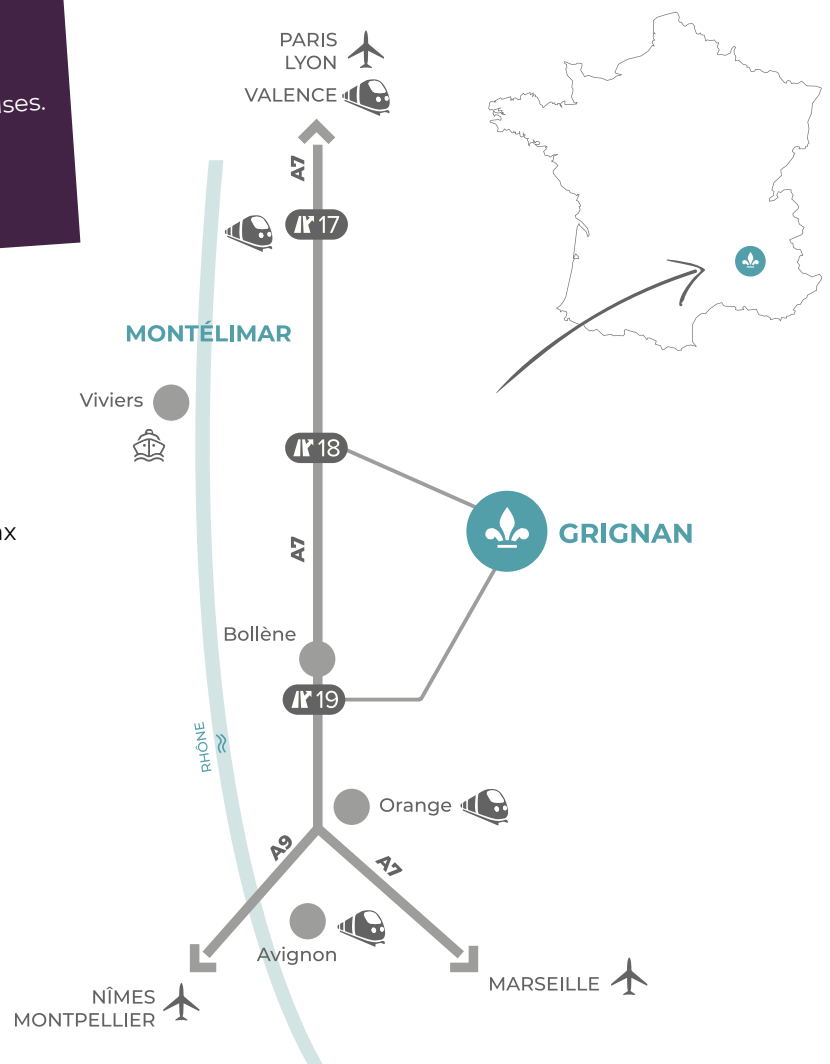 PARIS
LYON
VALENCE
A7
17
MONTÉLIMAR
Viviers
18
GRIGNAN
A7
Bollène
19
RHÔNE
Orange
A9
A7
Avignon
NÎMES
MONTPELLIER
MARSEILLE